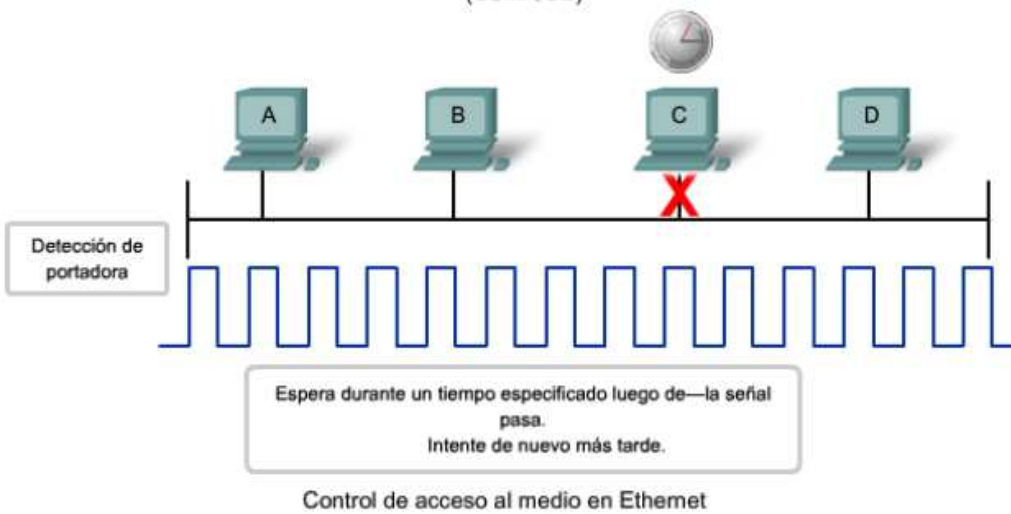 A
B
C
D
X
Detección de
portadora
Espera durante un tiempo especificado luego de—la señal
pasa.
Intente de nuevo más tarde.
Control de acceso al medio en Ethernet